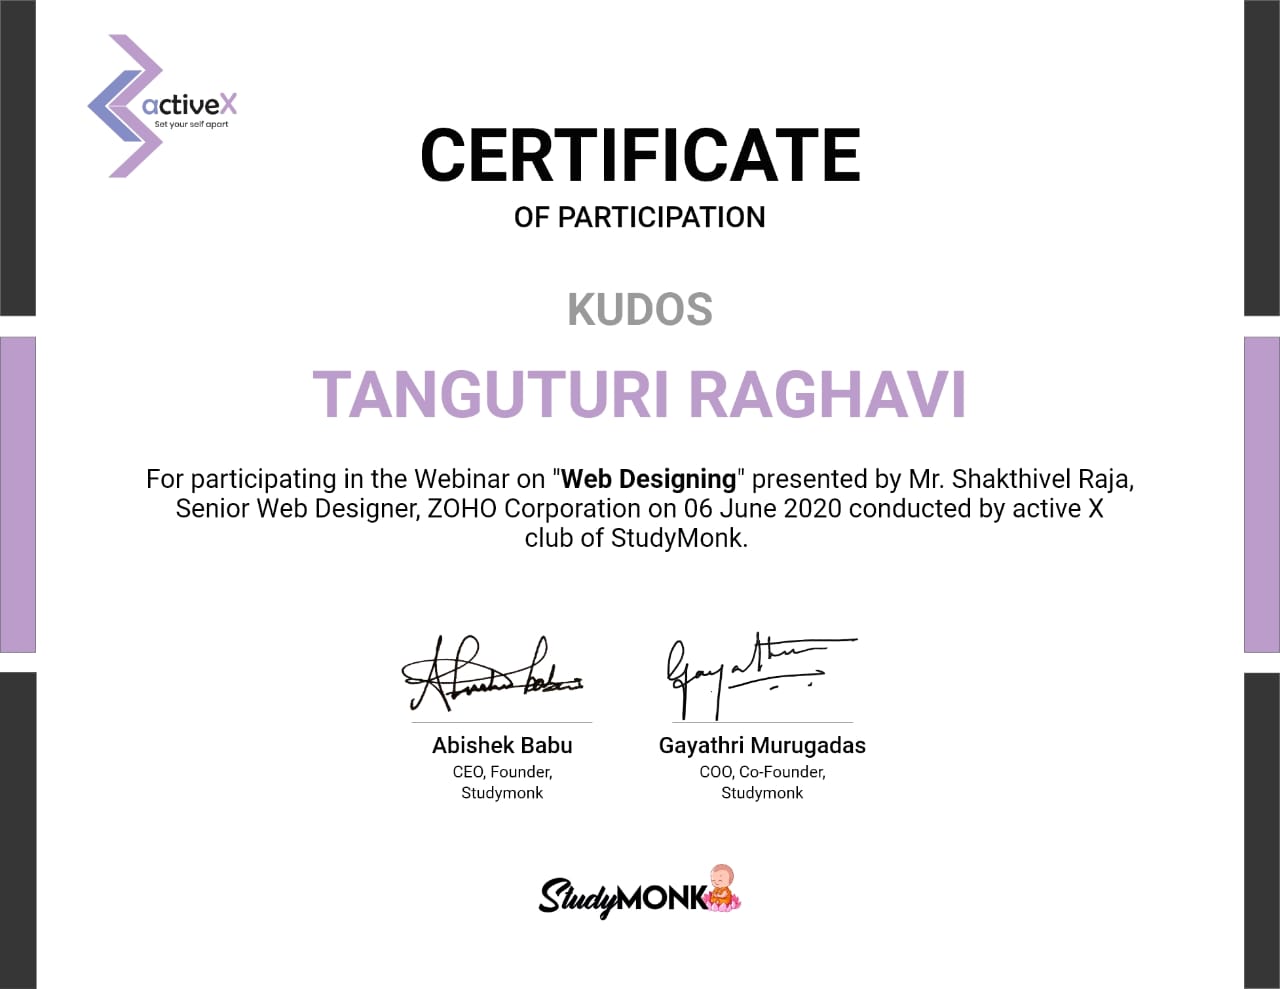 activeX
Set your self apart
CERTIFICATE
OF PARTICIPATION
KUDOS
TANGUTURI RAGHAVI
For participating in the Webinar on "Web Designing" presented by Mr. Shakthivel Raja,
Senior Web Designer, ZOHO Corporation on 06 June 2020 conducted by active X
club of StudyMonk.
Abishek Babu
CEO, Founder,
Studymonk
Gayathri Murugadas
COO, Co-Founder,
Studymonk
StudyMONK